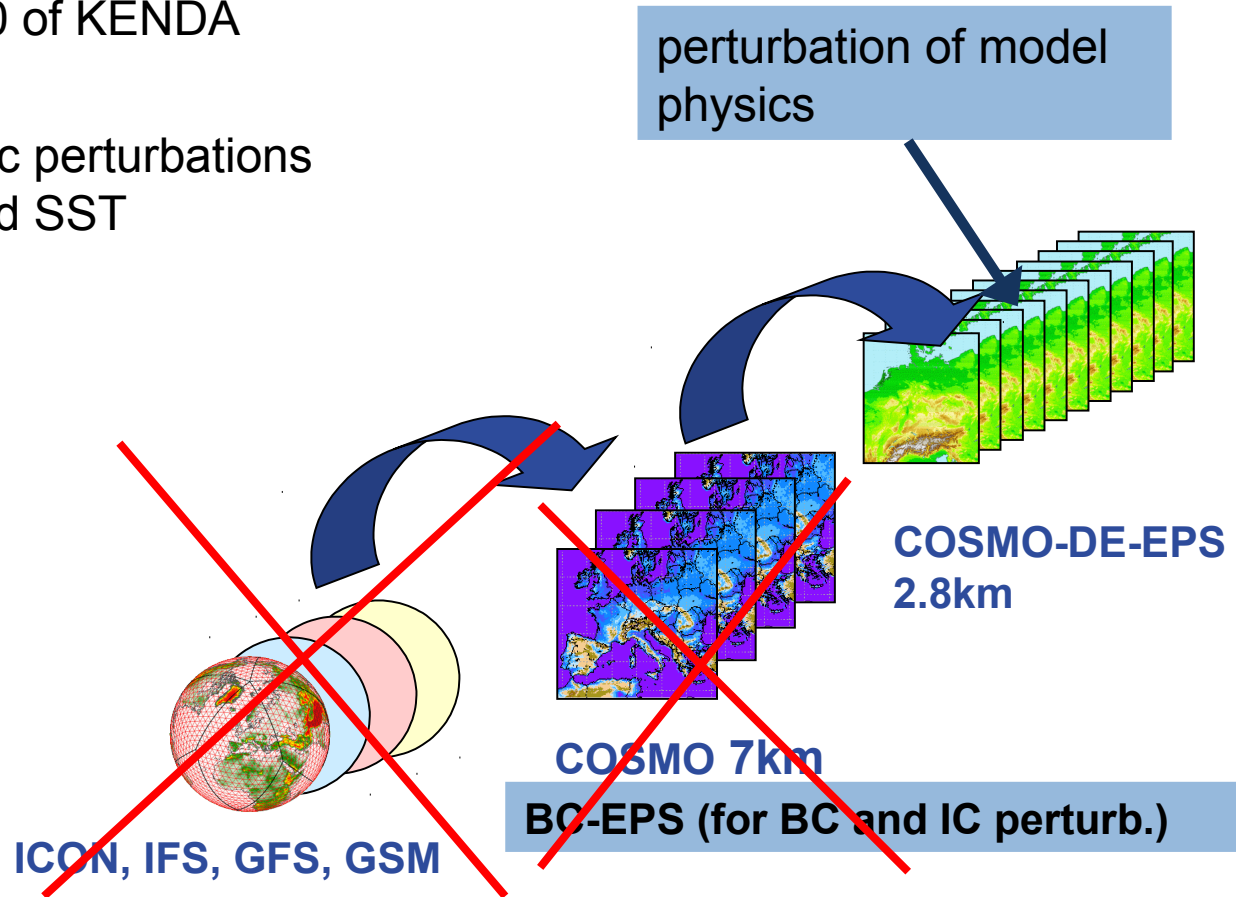 of KENDA
perturbation of model
physics
perturbations
SST
COSMO-DE-EPS
2.8km
COSMO 7km
BC-EPS (for BC and IC perturb.)
ICON, IFS, GFS, GSM